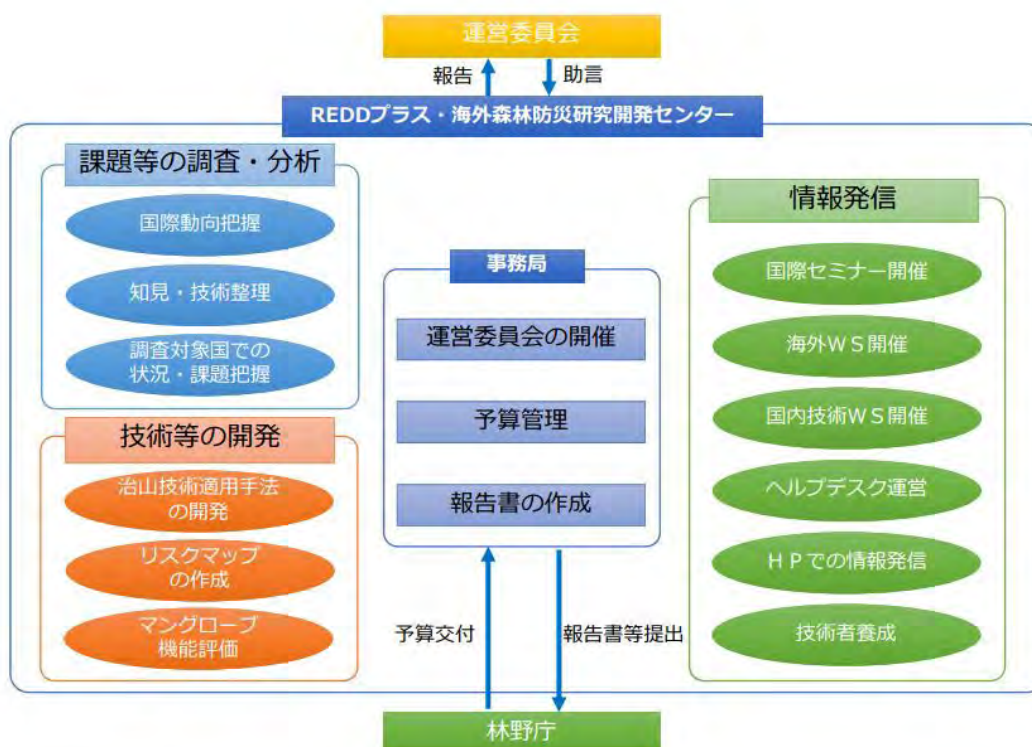 運営委員会
報告
助言
REDDプラス・海外森林防災研究開発センター
課題等の調査・分析
国際動向把握
知見・技術整理
調査対象国での
状況・課題把握
技術等の開発
治山技術適用手法
の開発
リスクマップ
の作成
マングローブ
機能評価
事務局
運営委員会の開催
予算管理
報告書の作成
予算交付
報告書等提出
情報発信
国際セミナー開催
海外ＷＳ開催
国内技術ＷＳ開催
ヘルプデスク運営
ＨＰでの情報発信
技術者養成
林野庁